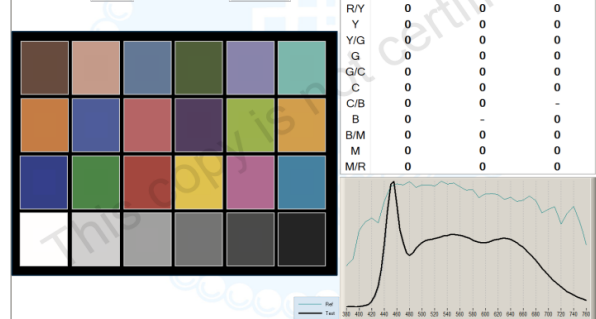 R/Y 0 0 0
Y 0 0 0
Y/G 0 0 0
G 0 0 0
G/C 0 0 0
C 0 0 0
C/B 0 0 -
B 0 - 0
B/M 0 0 0
M 0 0 0
M/R 0 0 0
This copy is not certif
380 400 420 440 460 480 500 520 540 560 580 600 620 640 660 680 700 720 740 760
Ref
Test